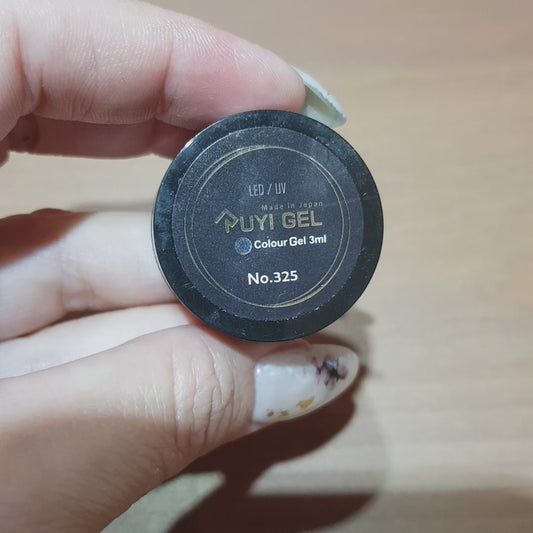 LED / UV
Made in Japan
PUYI GEL
Colour Gel 3ml
No.325